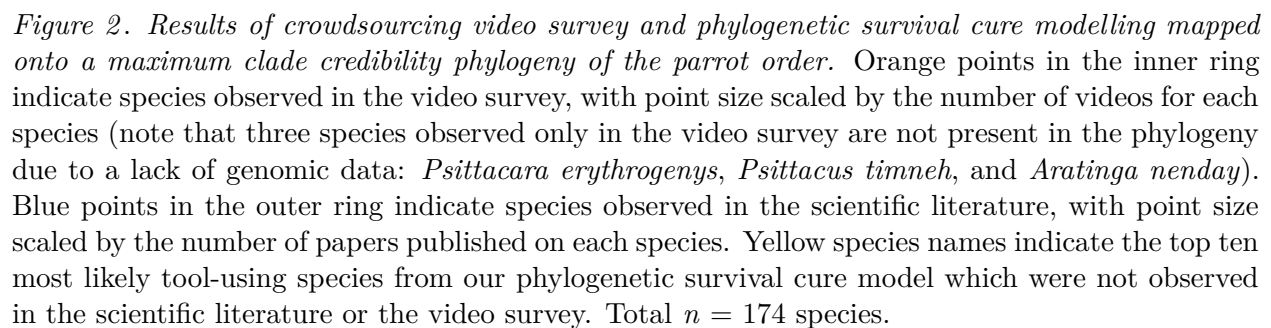 Figure 2. Results of crowdsourcing video survey and phylogenetic survival cure modelling mapped
onto a maximum clade credibility phylogeny of the parrot order. Orange points in the inner ring
indicate species observed in the video survey, with point size scaled by the number of videos for each
species (note that three species observed only in the video survey are not present in the phylogeny
due to a lack of genomic data: Psittacara erythrogenys, Psittacus timneh, and Aratinga nenday).
Blue points in the outer ring indicate species observed in the scientific literature, with point size
scaled by the number of papers published on each species. Yellow species names indicate the top ten
most likely tool-using species from our phylogenetic survival cure model which were not observed
in the scientific literature or the video survey. Total n = 174 species.